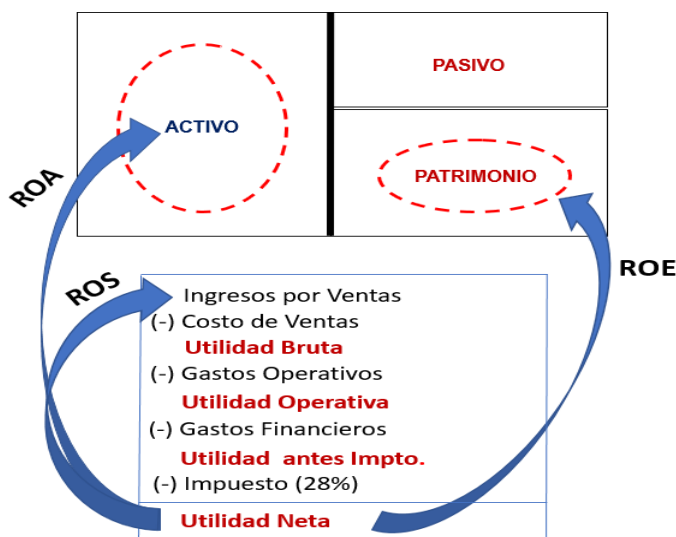 PASIVO
ACTIVO
PATRIMONIO
ROA
ROS
ROE
Ingresos por Ventas
(-) Costo de Ventas
Utilidad Bruta
(-) Gastos Operativos
Utilidad Operativa
(-) Gastos Financieros
Utilidad antes Impto.
(-) Impuesto (28%)
Utilidad Neta